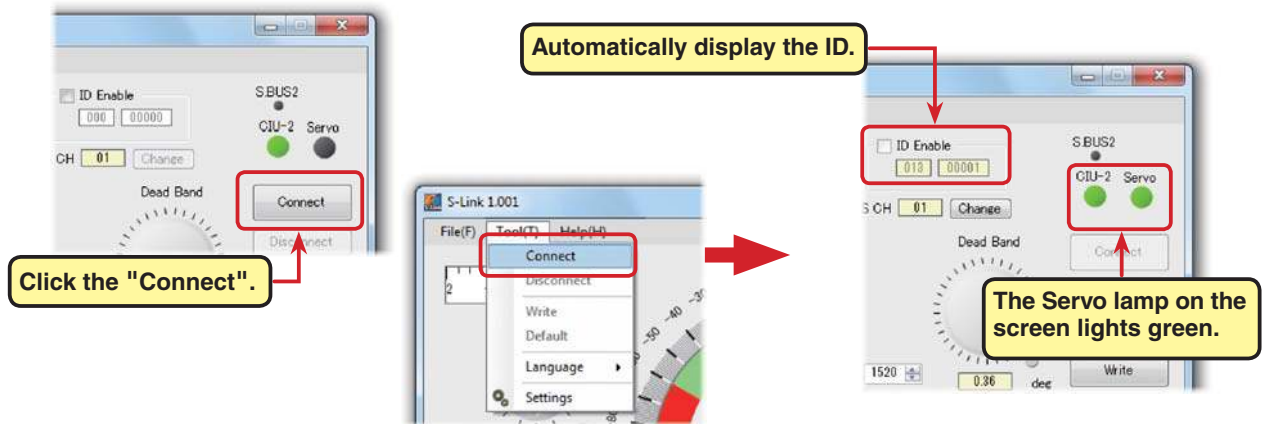 ID Enable
000 00000
S.BUS2
CIU-2 Servo
CH 01 Change
Dead Band
Connect
Disconnect
Click the "Connect".
S-Link 1.001
File(F) Tool(T) Help(H)
Connect
Disconnect
Write
Default
Language
Settings
2
-50 -40
Automatically display the ID.
ID Enable
013 00001
S.BUS2
CIU-2 Servo
S CH 01 Change
Dead Band
Connect
The Servo lamp on the
screen lights green.
1520
0.36 deg
Write